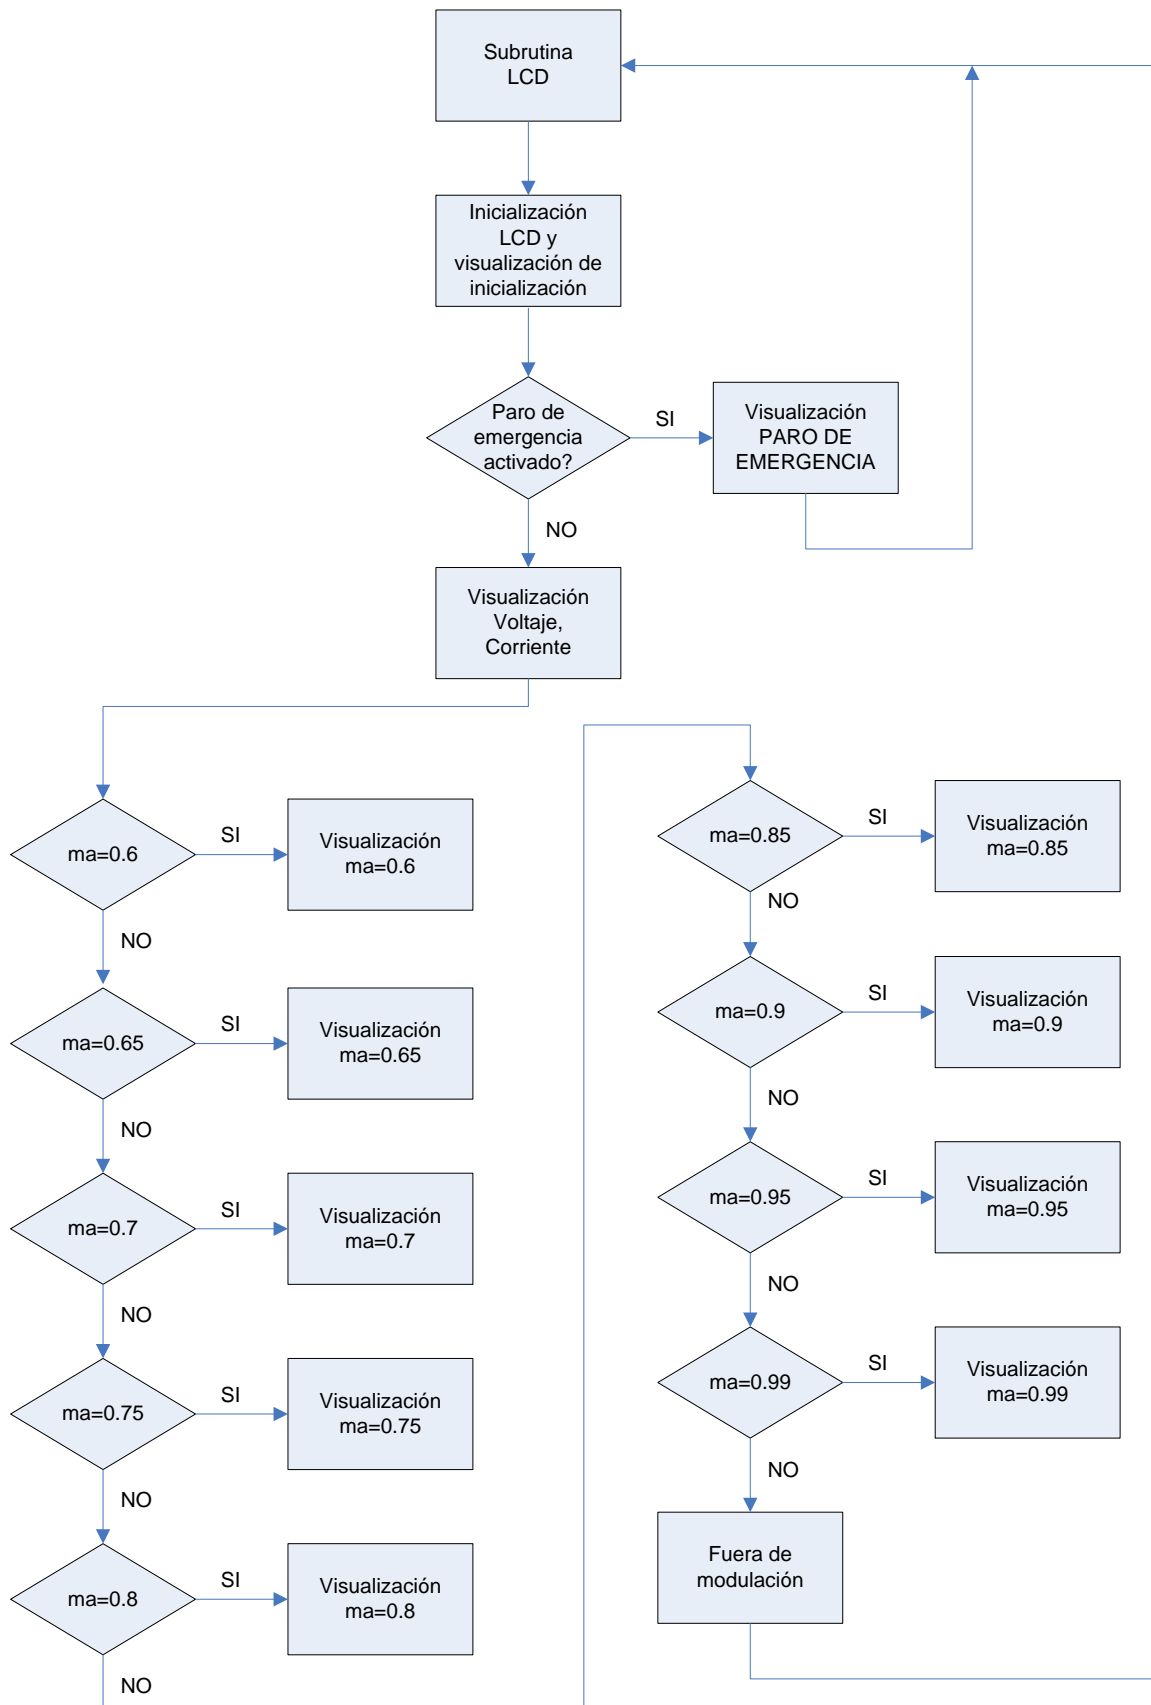 Subrutina
LCD
Inicialización
LCD y
visualización de
inicialización
Paro de
emergencia
activado?
SI
Visualización
PARO DE
EMERGENCIA
NO
Visualización
Voltaje,
Corriente
ma=0.6
SI
Visualización
ma=0.6
NO
ma=0.65
SI
Visualización
ma=0.65
NO
ma=0.7
SI
Visualización
ma=0.7
NO
ma=0.75
SI
Visualización
ma=0.75
NO
ma=0.8
SI
Visualización
ma=0.8
NO
ma=0.85
SI
Visualización
ma=0.85
NO
ma=0.9
SI
Visualización
ma=0.9
NO
ma=0.95
SI
Visualización
ma=0.95
NO
ma=0.99
SI
Visualización
ma=0.99
NO
Fuera de
modulación